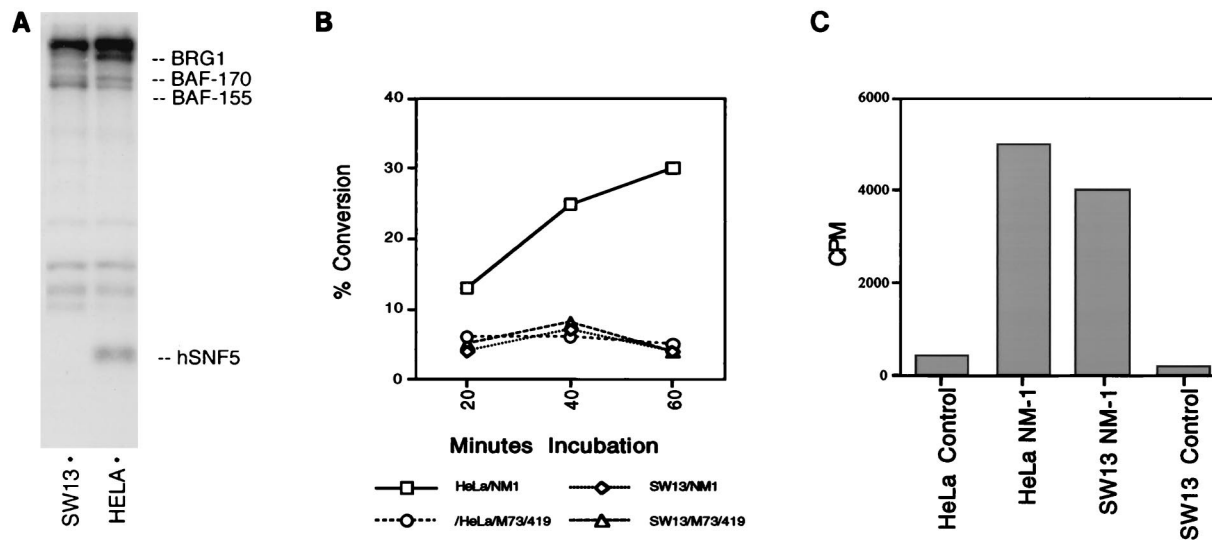 A
-- BRG1
-- BAF-170
-- BAF-155
-- hSNF5
SW13 •
HELA •
B
% Conversion
40
30
20
10
0
20
40
60
Minutes Incubation
HeLa/NM1
SW13/NM1
/HeLa/M73/419
SW13/M73/419
C
CPM
6000
4000
2000
0
HeLa Control
HeLa NM-1
SW13 NM-1
SW13 Control